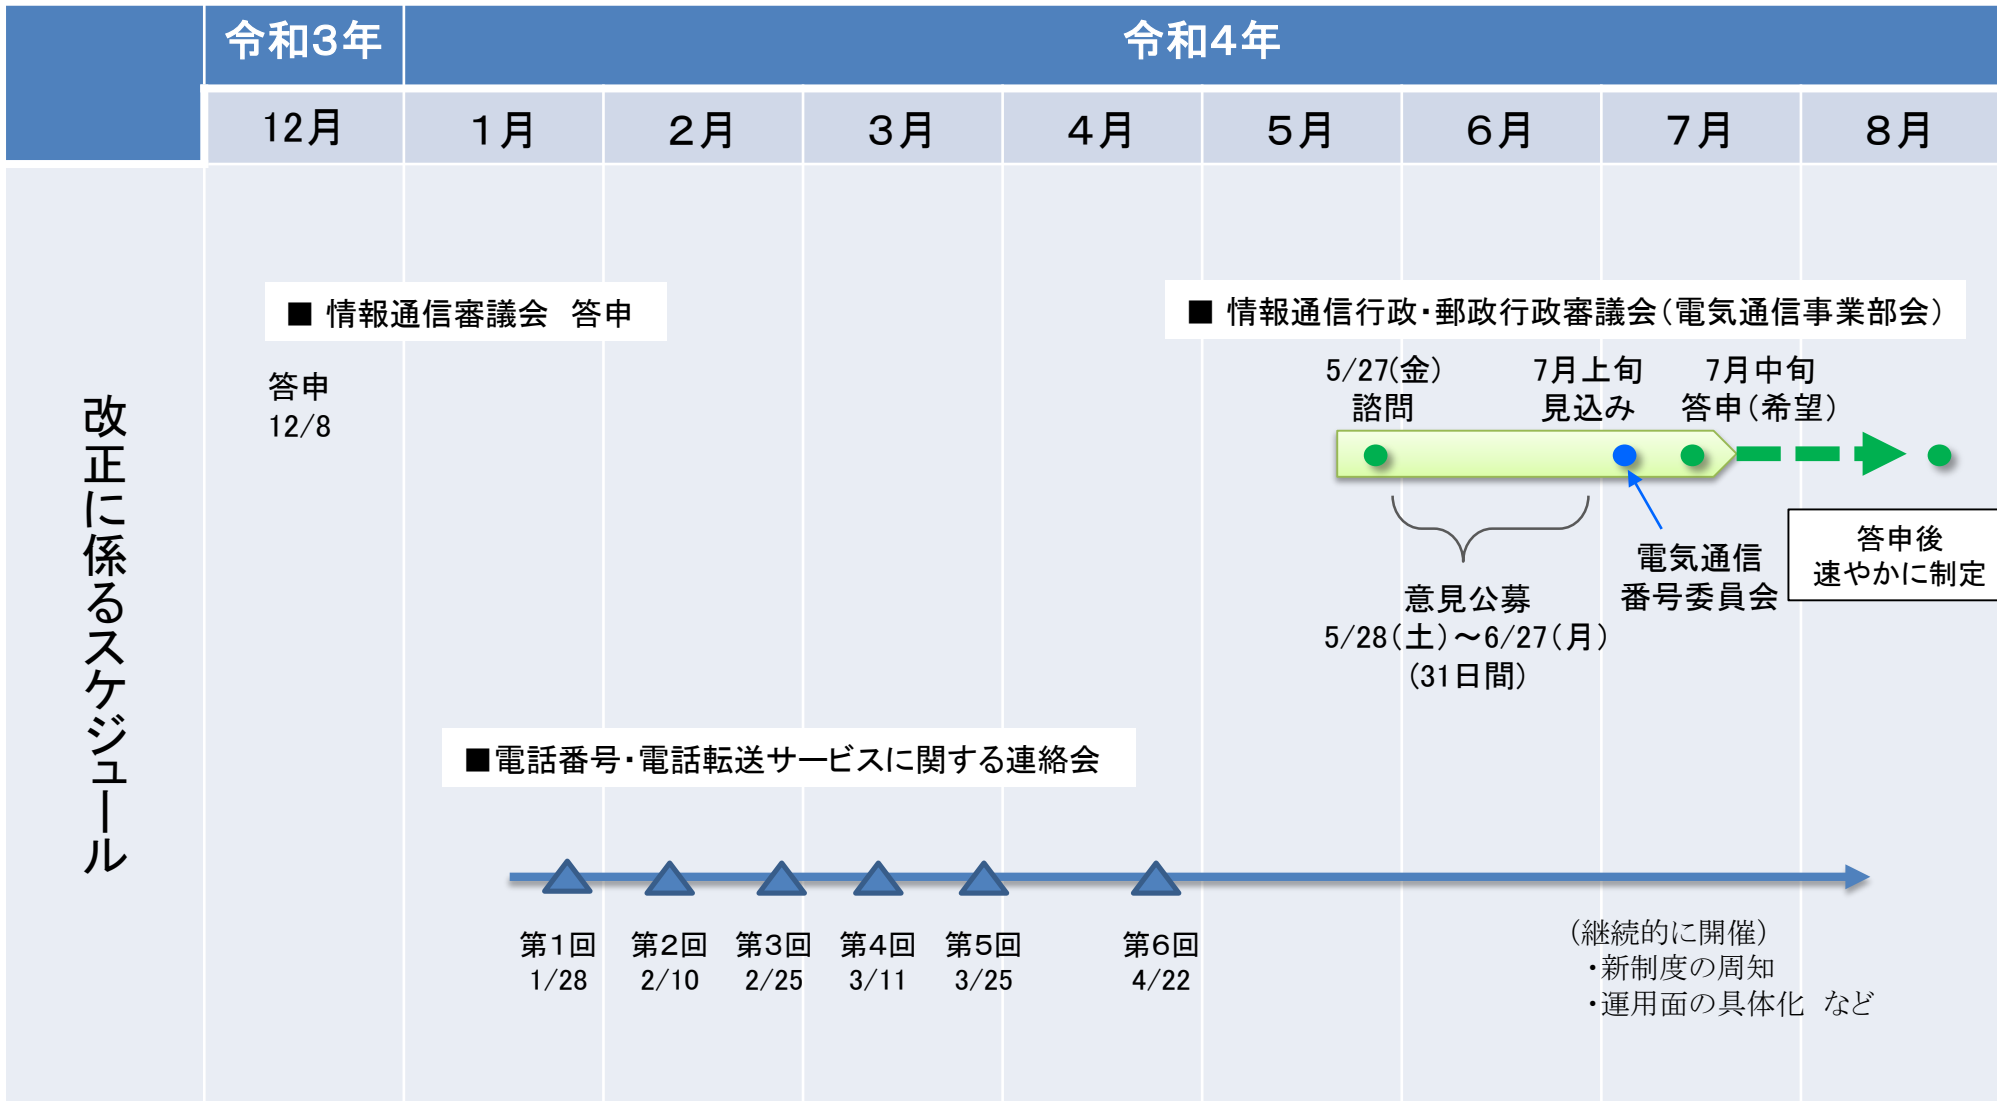 令和3年
令和4年
12月
1月
2月
3月
4月
5月
6月
7月
8月
改正に係るスケジュール
■ 情報通信審議会　答申
答申
12/8
■ 情報通信行政・郵政行政審議会（電気通信事業部会）
5/27(金)
諮問
7月上旬
見込み
7月中旬
答申（希望）
電気通信
番号委員会
答申後
速やかに制定
意見公募
5/28（土）～6/27（月）
(31日間)
■電話番号・電話転送サービスに関する連絡会
第1回
1/28
第2回
2/10
第3回
2/25
第4回
3/11
第5回
3/25
第6回
4/22
（継続的に開催）
・新制度の周知
・運用面の具体化　など